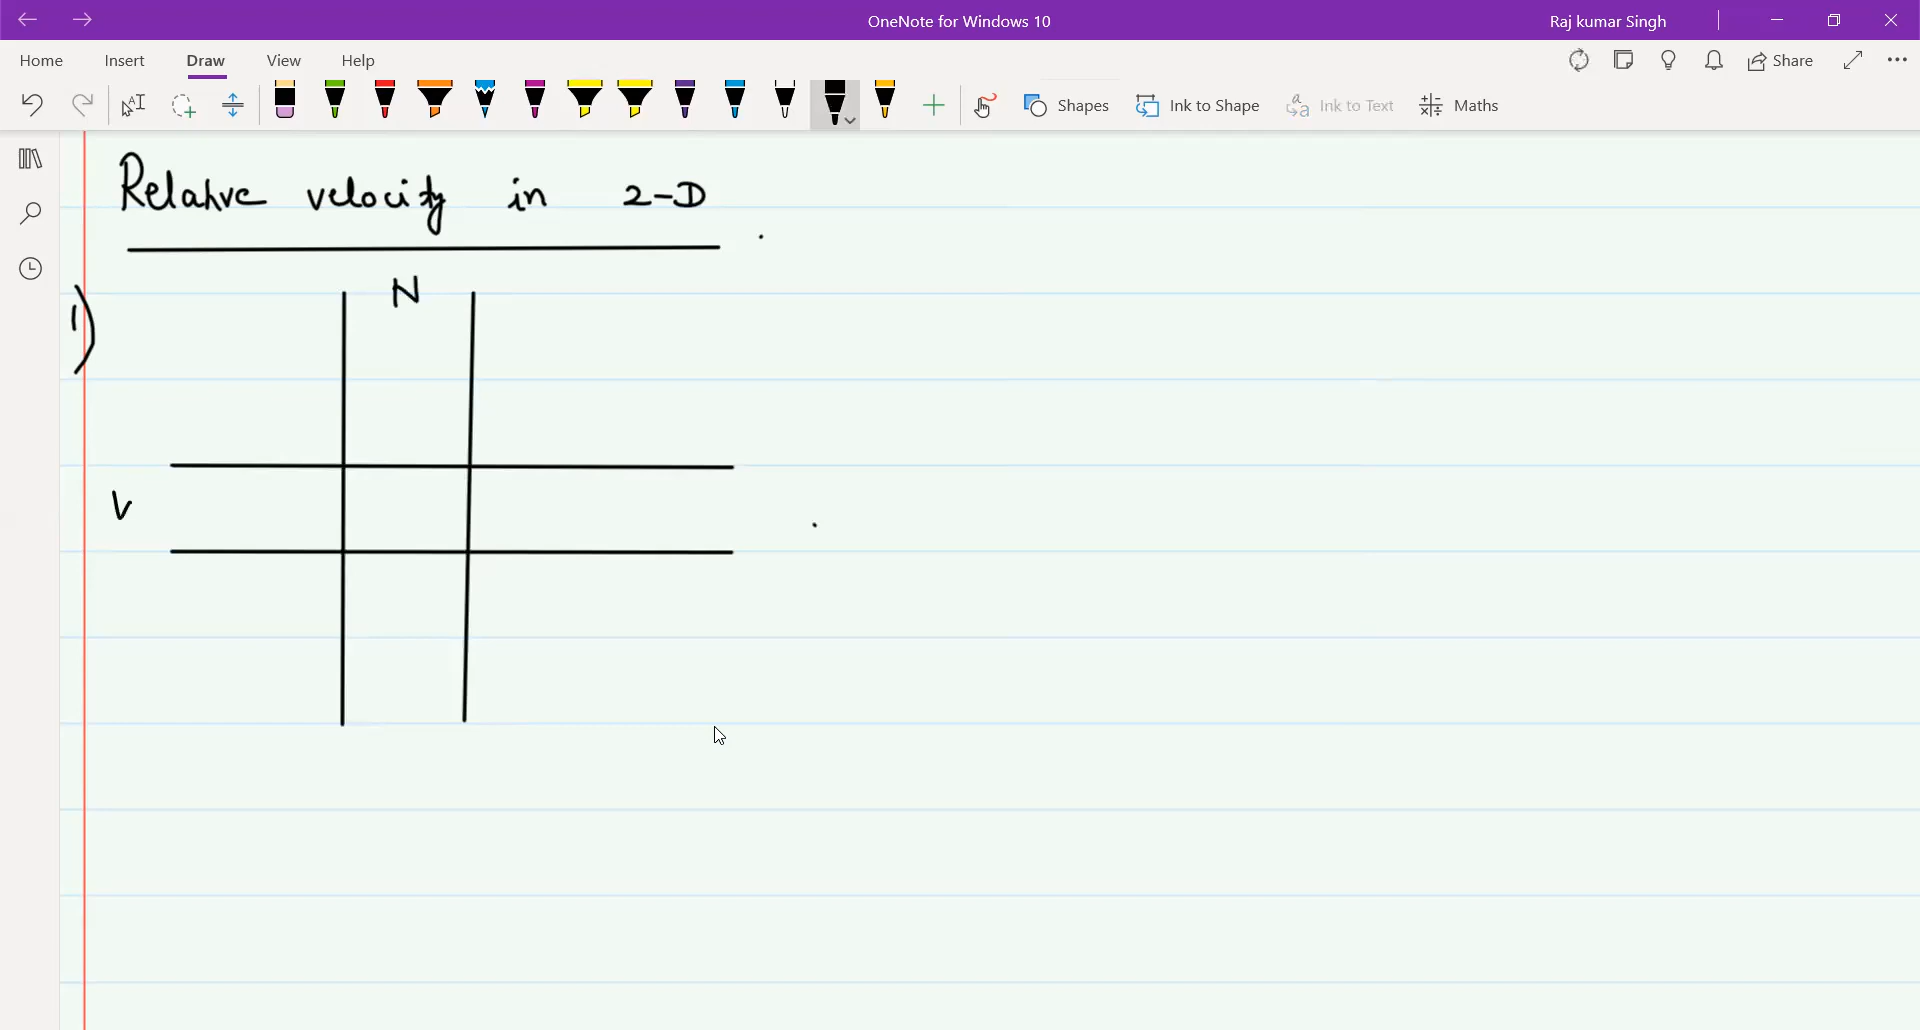 OneNote for Windows 10
Raj kumar Singh
Home Insert Draw View Help
Share
Shapes Ink to Shape Ink to Text Maths
Relative velocity in 2-D
1)
N
V